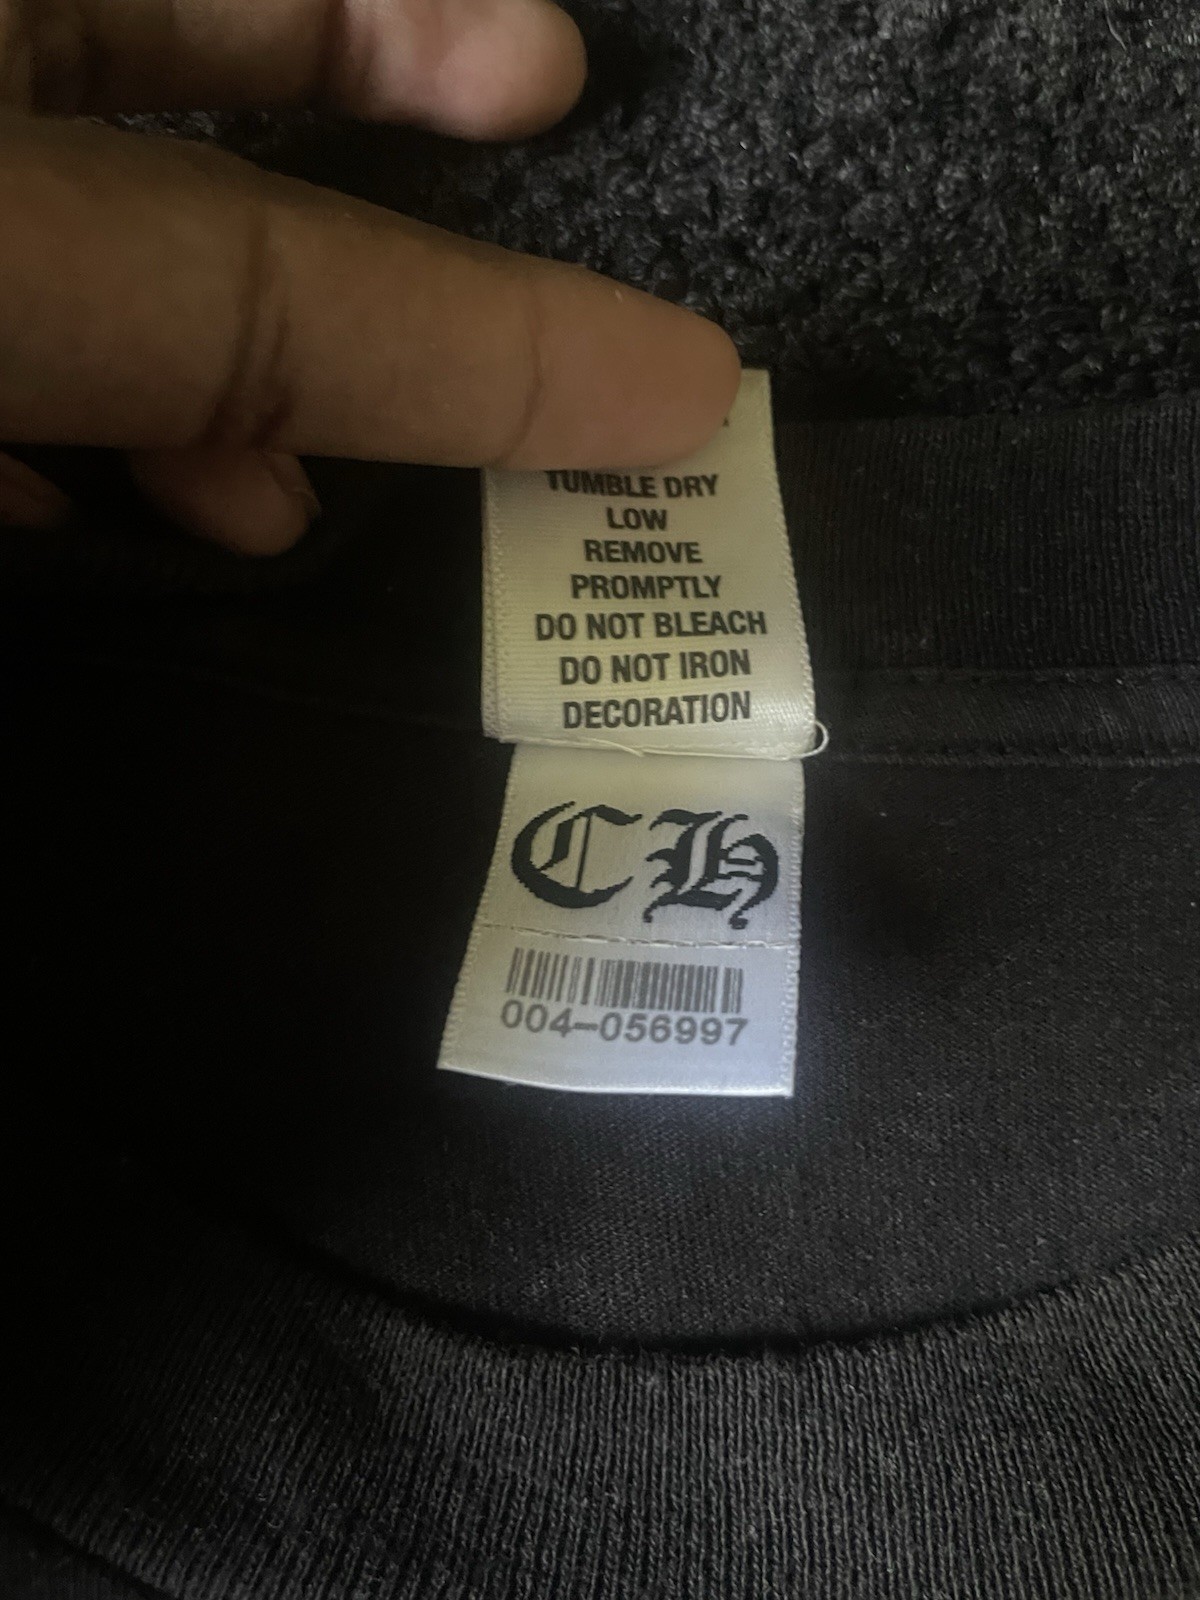 TUMBLE DRY
LOW
REMOVE
PROMPTLY
DO NOT BLEACH
DO NOT IRON
DECORATION
CH
004-056997